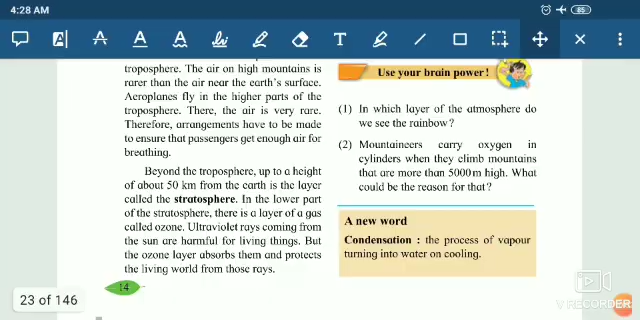 4:28 AM
85
troposphere. The air on high mountains is
rarer than the air near the earth's surface.
Aeroplanes fly in the higher parts of the
troposphere. There, the air is very rare.
Therefore, arrangements have to be made
to ensure that passengers get enough air for
breathing.
Beyond the troposphere, up to a height
of about 50 km from the earth is the layer
called the stratosphere. In the lower part
of the stratosphere, there is a layer of a gas
called ozone. Ultraviolet rays coming from
the sun are harmful for living things. But
the ozone layer absorbs them and protects
the living world from those rays.
14
23 of 146
Use your brain power!
(1) In which layer of the atmosphere do
we see the rainbow?
(2) Mountaineers carry oxygen in
cylinders when they climb mountains
that are more than 5000 m high. What
could be the reason for that?
A new word
Condensation : the process of vapour
turning into water on cooling.
V RECORDER